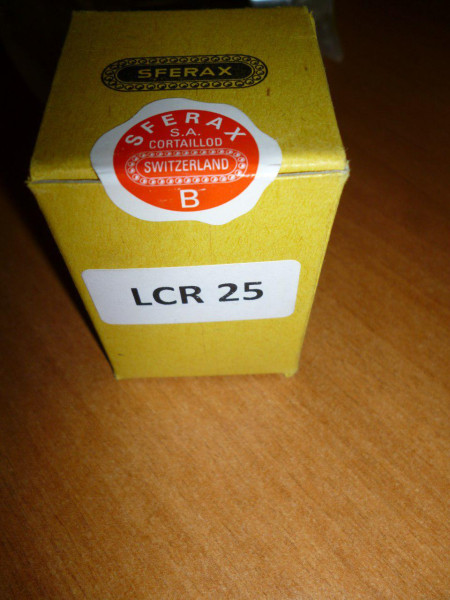 SFERAX
SFERAX
S.A.
CORTAILLOD
SWITZERLAND
B
LCR 25